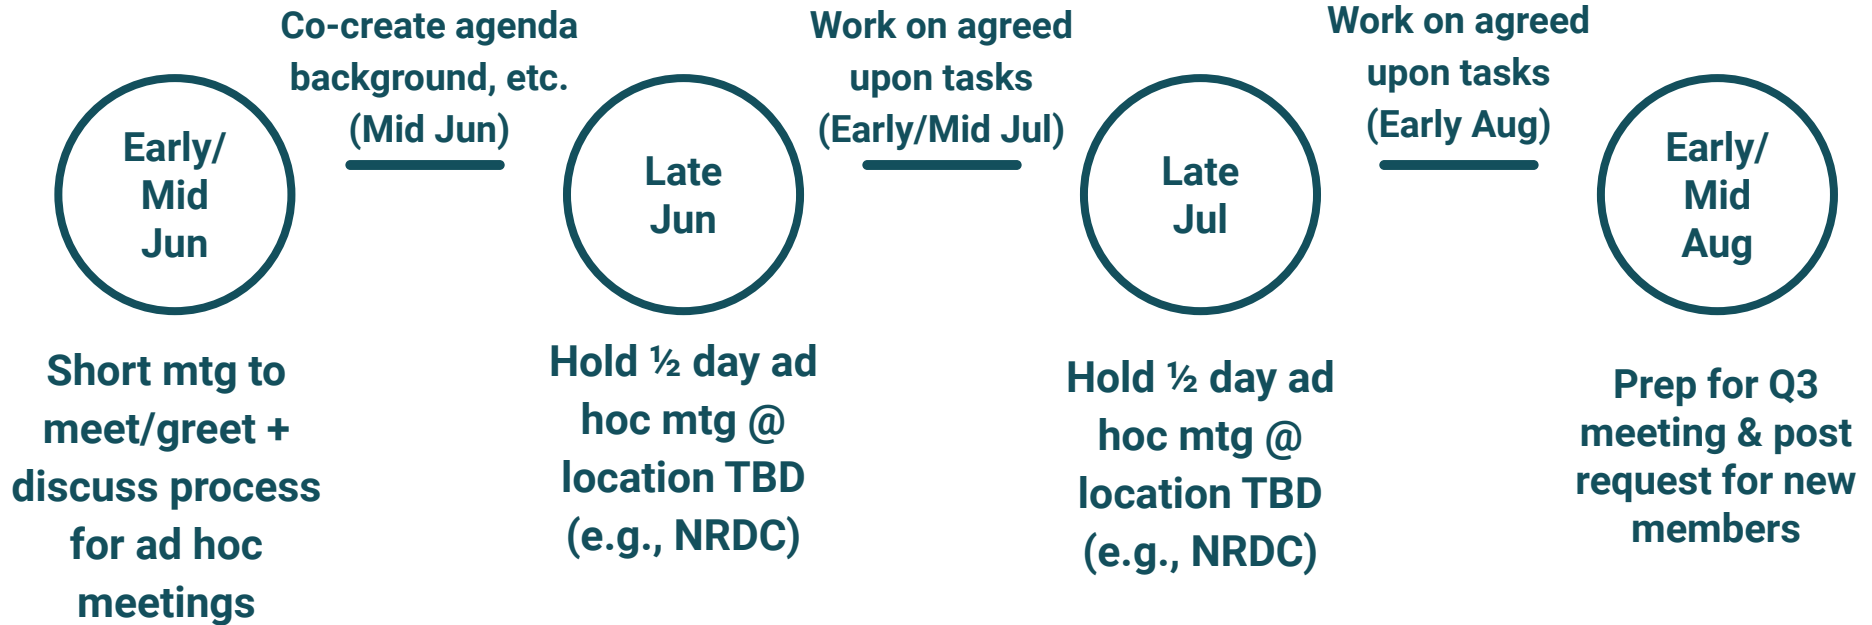 Early/
Mid
Jun
Short mtg to
meet/greet +
discuss process
for ad hoc
meetings
Co-create agenda
background, etc.
(Mid Jun)
Late
Jun
Hold ½ day ad
hoc mtg @
location TBD
(e.g., NRDC)
Work on agreed
upon tasks
(Early/Mid Jul)
Late
Jul
Hold ½ day ad
hoc mtg @
location TBD
(e.g., NRDC)
Work on agreed
upon tasks
(Early Aug)
Early/
Mid
Aug
Prep for Q3
meeting & post
request for new
members